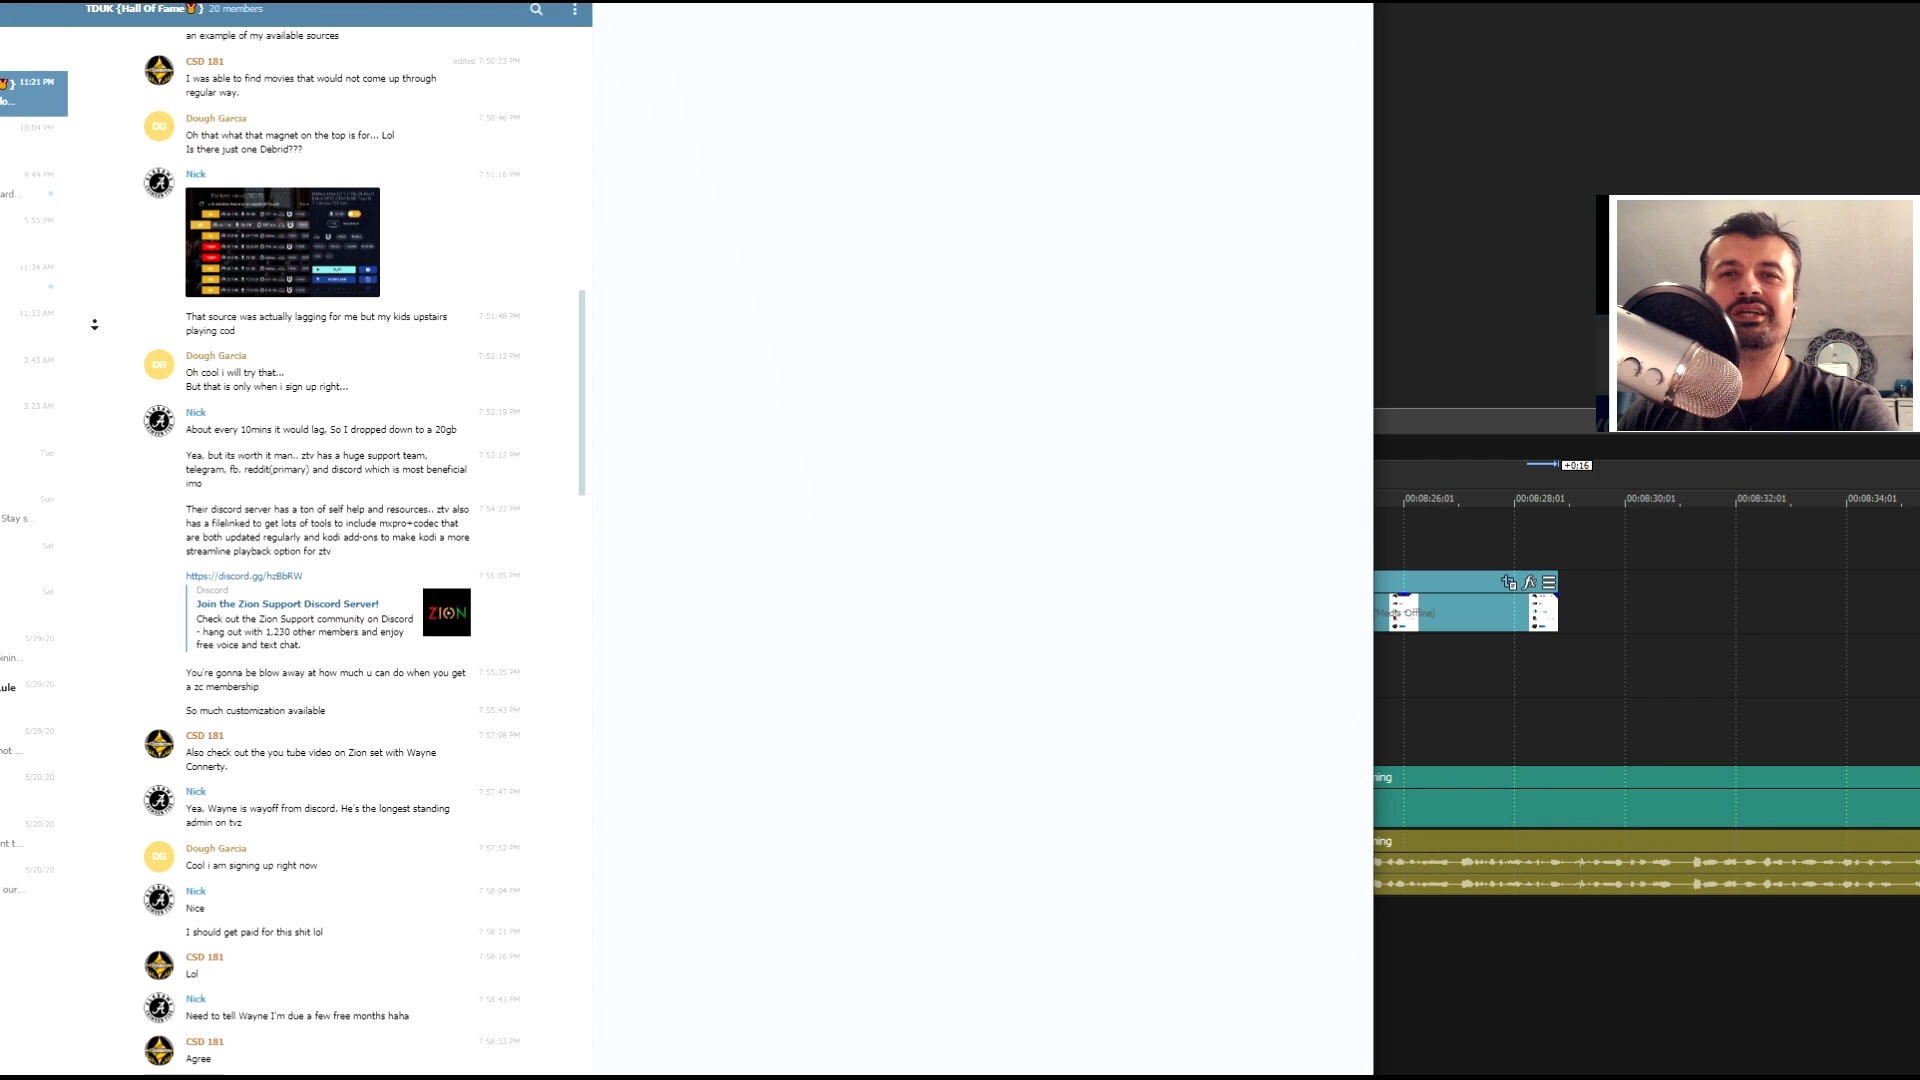 TDUK {Hall Of Fame🏅} 20 members
an example of my available sources
CSD 181
edited 7:50:23 PM
I was able to find movies that would not come up through
regular way.
Dough Garcia
7:50:46 PM
DG
Oh that what that magnet on the top is for... Lol
Is there just one Debrid???
Nick
7:51:16 PM
That source was actually lagging for me but my kids upstairs
playing cod
7:51:48 PM
Dough Garcia
7:52:12 PM
DG
Oh cool i will try that...
But that is only when i sign up right...
Nick
7:52:19 PM
About every 10mins it would lag, So I dropped down to a 20gb
Yea, but its worth it man.. ztv has a huge support team,
7:53:12 PM
telegram, fb, reddit(primary) and discord which is most beneficial
imo
Their discord server has a ton of self help and resources.. ztv also
7:54:32 PM
has a filelinked to get lots of tools to include mxpro+codec that
are both updated regularly and kodi add-ons to make kodi a more
streamline playback option for ztv
https://discord.gg/hzBbRW
7:55:05 PM
Discord
Join the Zion Support Discord Server!
Check out the Zion Support community on Discord
- hang out with 1,230 other members and enjoy
free voice and text chat.
ZION
You're gonna be blow away at how much u can do when you get
7:55:35 PM
a zc membership
So much customization available
7:55:43 PM
CSD 181
7:57:08 PM
Also check out the you tube video on Zion set with Wayne
Connerty.
Nick
7:57:47 PM
Yea, Wayne is wayoff from discord. He's the longest standing
admin on tvz
Dough Garcia
7:57:52 PM
DG
Cool i am signing up right now
Nick
7:58:04 PM
Nice
I should get paid for this shit lol
7:58:21 PM
CSD 181
7:58:26 PM
Lol
Nick
7:58:43 PM
Need to tell Wayne I'm due a few free months haha
CSD 181
7:58:53 PM
Agree
11:21 PM
lo...
10:04 PM
9:49 PM
ard...
5:55 PM
11:34 AM
11:33 AM
3:43 AM
3:23 AM
Tue
Sun
Stay s...
Sat
Sat
5/29/20
inin...
5/29/20
ule
5/29/20
not ...
5/20/20
5/20/20
nt t...
5/20/20
our...
+0;16
00:08:26;01
00:08:28;01
00:08:30;01
00:08:32;01
00:08:34;01
fx
(Media Offline)
ming
ming